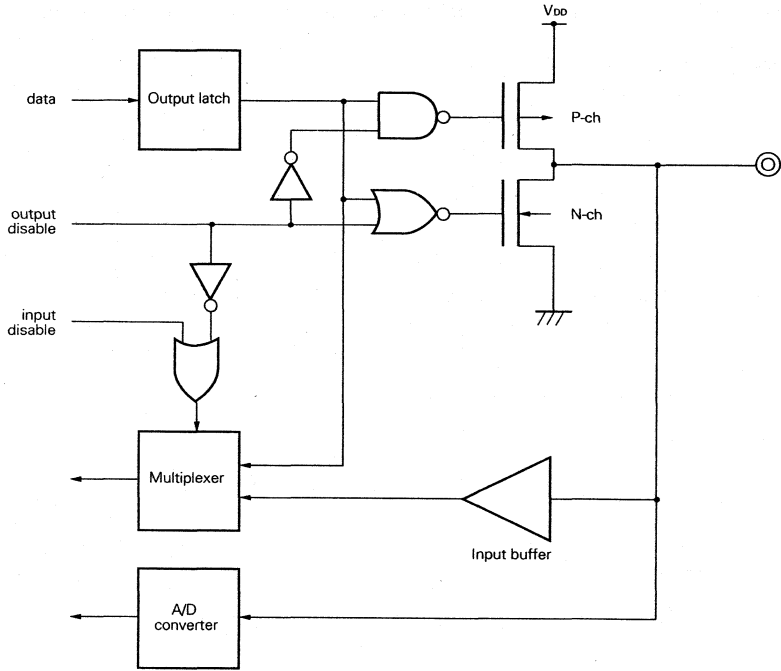 VDD
data
Output latch
P-ch
output
disable
N-ch
input
disable
Multiplexer
Input buffer
A/D
converter